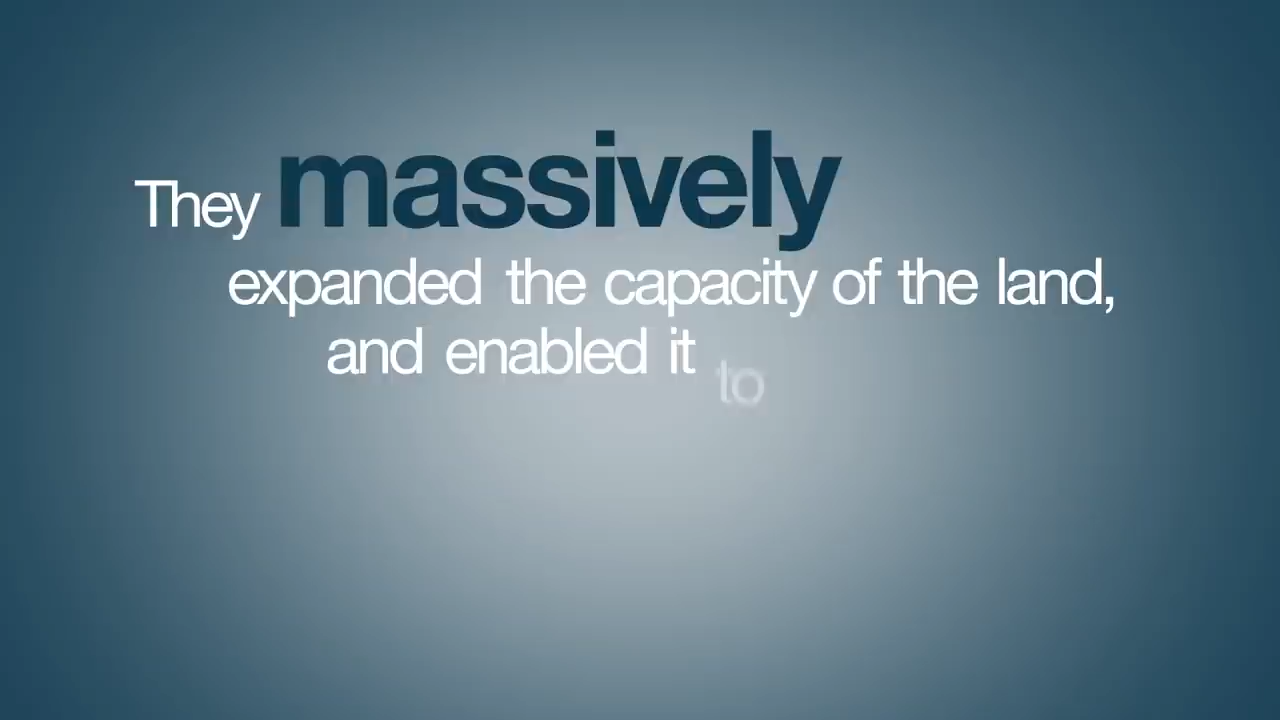 They massively
expanded the capacity of the land,
and enabled it to